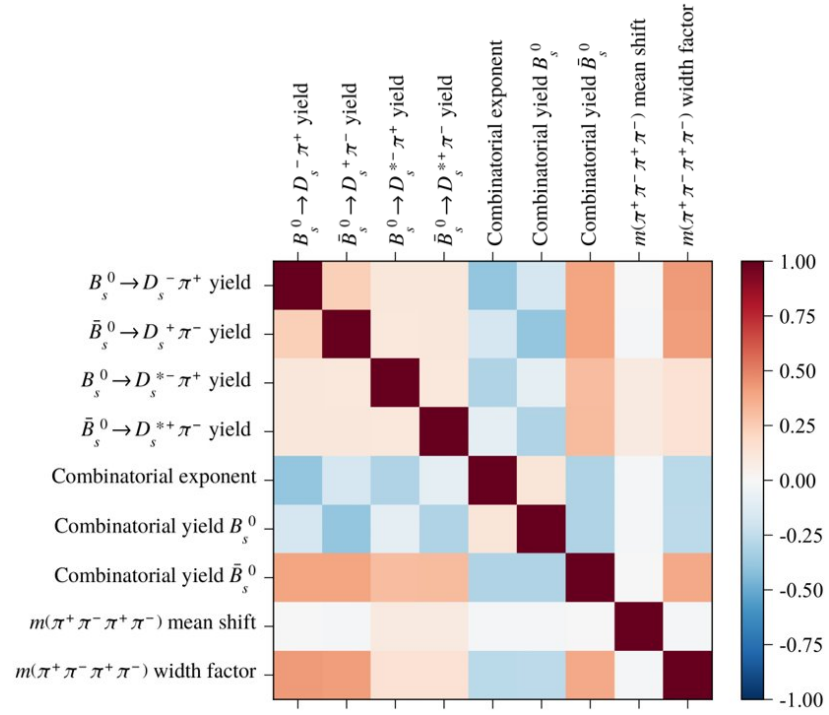 B_s^0 → D_s^- π^+ yield
B̄_s^0 → D_s^+ π^- yield
B_s^0 → D_s^{*-} π^+ yield
B̄_s^0 → D_s^{*+} π^- yield
Combinatorial exponent
Combinatorial yield B_s^0
Combinatorial yield B̄_s^0
m(π^+ π^- π^+ π^-) mean shift
m(π^+ π^- π^+ π^-) width factor
B_s^0 → D_s^- π^+ yield
B̄_s^0 → D_s^+ π^- yield
B_s^0 → D_s^{*-} π^+ yield
B̄_s^0 → D_s^{*+} π^- yield
Combinatorial exponent
Combinatorial yield B_s^0
Combinatorial yield B̄_s^0
m(π^+ π^- π^+ π^-) mean shift
m(π^+ π^- π^+ π^-) width factor
1.00
0.75
0.50
0.25
0.00
-0.25
-0.50
-0.75
-1.00